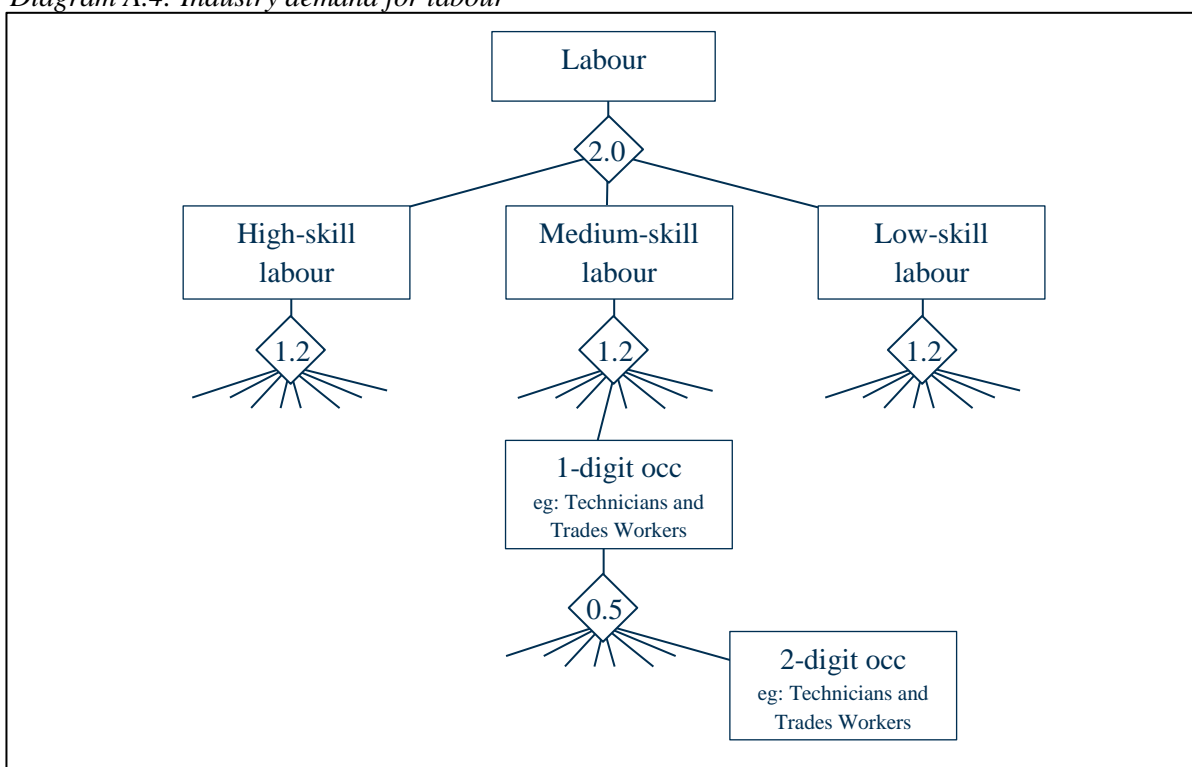 Diagram A.4: Industry demand for labour
Labour
2.0
High-skill
labour
Medium-skill
labour
Low-skill
labour
1.2
1.2
1.2
1-digit occ
eg: Technicians and
Trades Workers
0.5
2-digit occ
eg: Technicians and
Trades Workers